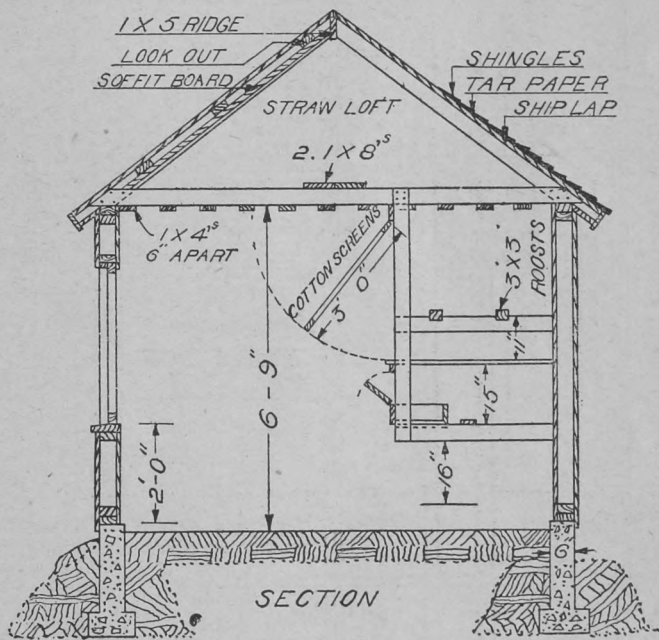 1 X 5 RIDGE
LOOK OUT
SOFFIT BOARD
SHINGLES
TAR PAPER
SHIP LAP
STRAW LOFT
2. 1 X 8'S
1 X 4'S
6" APART
COTTON SCREENS
3'
0"
3" X 3"
ROOSTS
11"
15"
6'-9"
2'-0"
16"
6"
SECTION